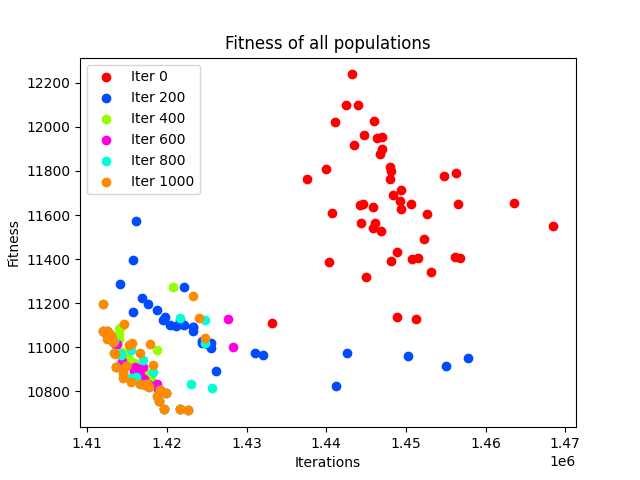 Fitness of all populations
Iter 0
Iter 200
Iter 400
Iter 600
Iter 800
Iter 1000
Fitness
12200
12000
11800
11600
11400
11200
11000
10800
1.41 1.42 1.43 1.44 1.45 1.46 1.47
1e6
Iterations